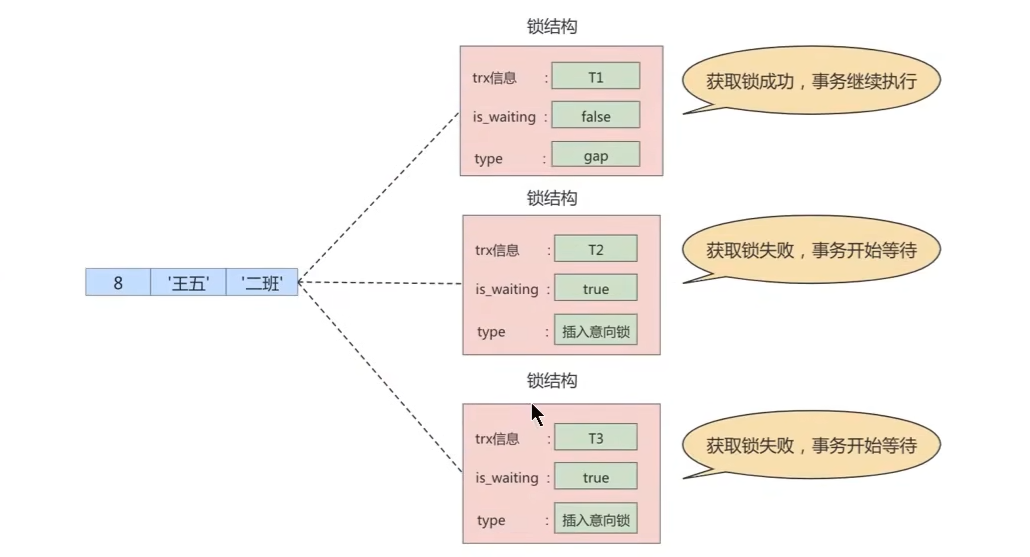 锁结构
trx信息 : T1
获取锁成功，事务继续执行
is_waiting : false
type : gap
锁结构
trx信息 : T2
获取锁失败，事务开始等待
8 '王五' '二班'
is_waiting : true
type : 插入意向锁
锁结构
trx信息 : T3
获取锁失败，事务开始等待
is_waiting : true
type : 插入意向锁